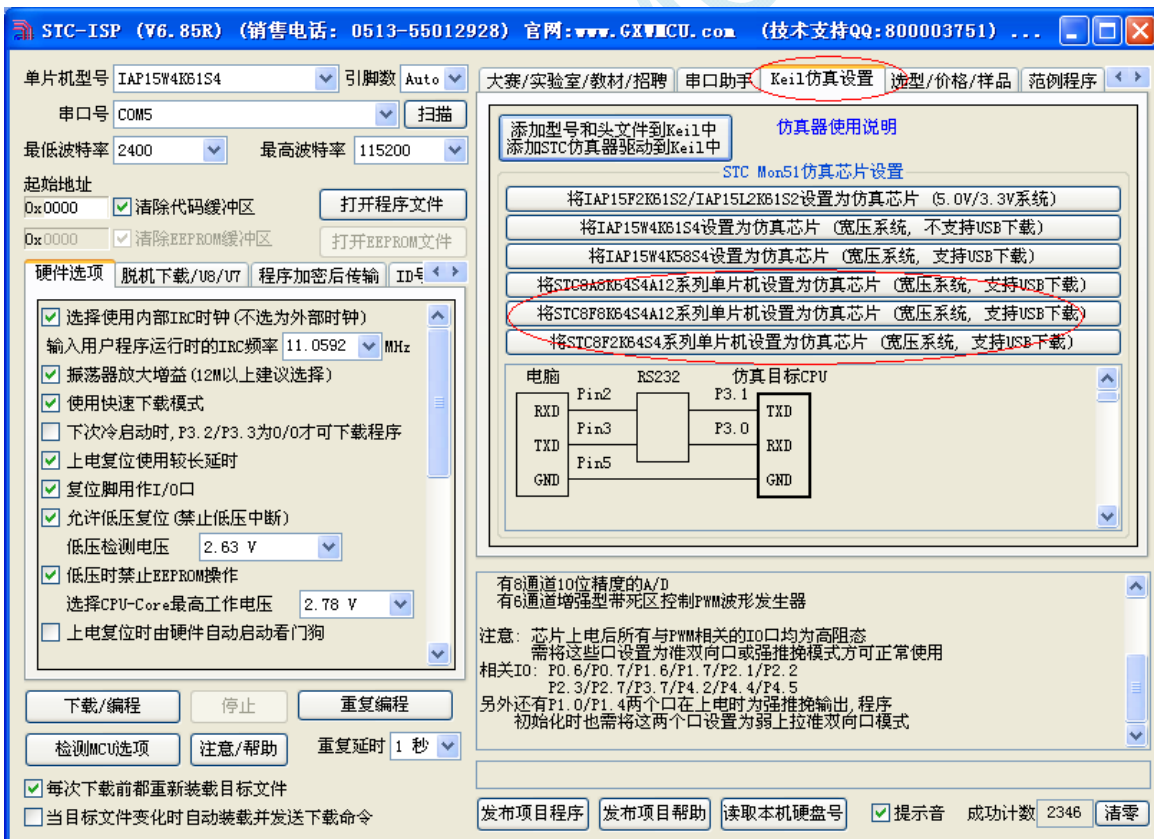 STC-ISP (V6.85R) (销售电话: 0513-55012928) 官网:www.GXWMCU.com (技术支持QQ:800003751) ...
单片机型号 IAP15W4K61S4 引脚数 Auto
串口号 COM5 扫描
最低波特率 2400 最高波特率 115200
起始地址
0x0000 清除代码缓冲区 打开程序文件
0x0000 清除EEPROM缓冲区 打开EEPROM文件
硬件选项 脱机下载/U8/U7 程序加密后传输 ID号
选择使用内部IRC时钟(不选为外部时钟)
输入用户程序运行时的IRC频率 11.0592 MHz
振荡器放大增益(12M以上建议选择)
使用快速下载模式
下次冷启动时,P3.2/P3.3为0/0才可下载程序
上电复位使用较长延时
复位脚用作I/O口
允许低压复位(禁止低压中断)
低压检测电压 2.63 V
低压时禁止EEPROM操作
选择CPU-Core最高工作电压 2.78 V
上电复位时由硬件自动启动看门狗
下载/编程 停止 重复编程
检测MCU选项 注意/帮助 重复延时 1 秒
每次下载前都重新装载目标文件
当目标文件变化时自动装载并发送下载命令
大赛/实验室/教材/招聘 串口助手 Keil仿真设置 选型/价格/样品 范例程序
添加型号和头文件到Keil中
添加STC仿真器驱动到Keil中
仿真器使用说明
STC Mon51仿真芯片设置
将IAP15F2K61S2/IAP15L2K61S2设置为仿真芯片 (5.0V/3.3V系统)
将IAP15W4K61S4设置为仿真芯片 (宽压系统, 不支持USB下载)
将IAP15W4K58S4设置为仿真芯片 (宽压系统, 支持USB下载)
将STC8A8K64S4A12系列单片机设置为仿真芯片 (宽压系统, 支持USB下载)
将STC8F8K64S4A12系列单片机设置为仿真芯片 (宽压系统, 支持USB下载)
将STC8F2K64S4系列单片机设置为仿真芯片 (宽压系统, 支持USB下载)
电脑 RS232 仿真目标CPU
Pin2 P3.1
RXD TXD
Pin3 P3.0
TXD RXD
Pin5
GND GND
有8通道10位精度的A/D
有6通道增强型带死区控制PWM波形发生器
注意: 芯片上电后所有与PWM相关的IO口均为高阻态
需将这些口设置为准双向口或强推挽模式方可正常使用
相关IO: P0.6/P0.7/P1.6/P1.7/P2.1/P2.2
P2.3/P2.7/P3.7/P4.2/P4.4/P4.5
另外还有P1.0/P1.4两个口在上电时为强推挽输出,程序
初始化时也需将这两个口设置为弱上拉准双向口模式
发布项目程序 发布项目帮助 读取本机硬盘号 提示音 成功计数 2346 清零